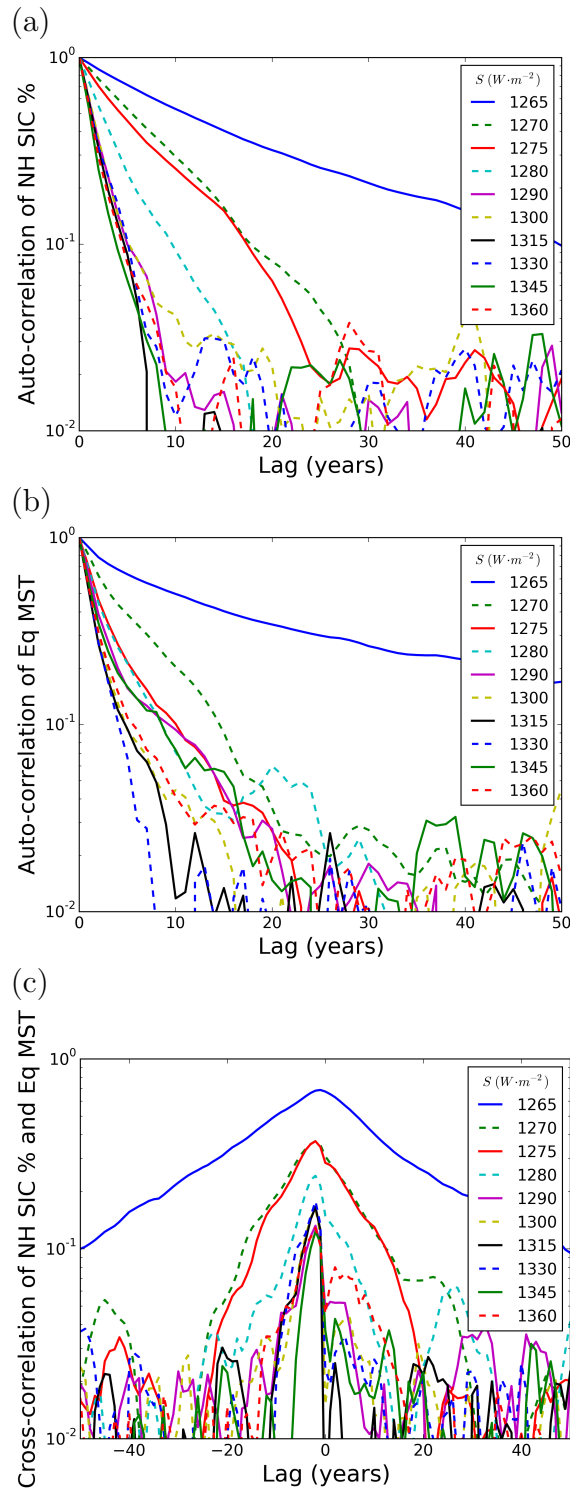 (a)
Auto-correlation of NH SIC %
10^0
10^-1
10^-2
0 10 20 30 40 50
Lag (years)
S (W·m^-2)
1265
1270
1275
1280
1290
1300
1315
1330
1345
1360
(b)
Auto-correlation of Eq MST
10^0
10^-1
10^-2
0 10 20 30 40 50
Lag (years)
S (W·m^-2)
1265
1270
1275
1280
1290
1300
1315
1330
1345
1360
(c)
Cross-correlation of NH SIC % and Eq MST
10^0
10^-1
10^-2
−40 −20 0 20 40
Lag (years)
S (W·m^-2)
1265
1270
1275
1280
1290
1300
1315
1330
1345
1360